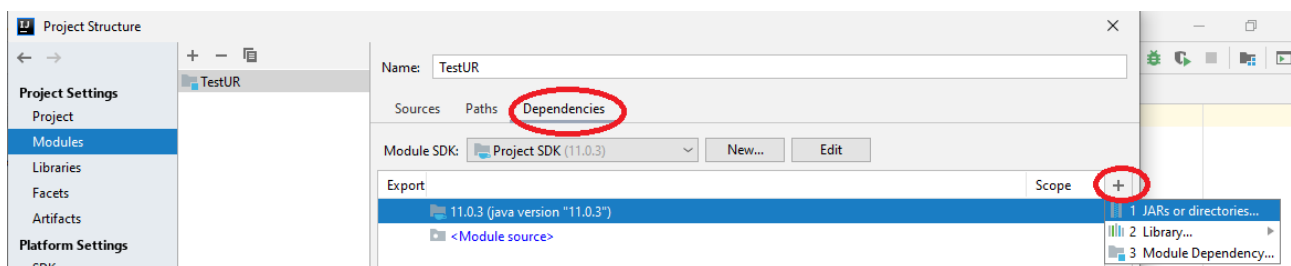 Project Structure
Project Settings
Project
Modules
Libraries
Facets
Artifacts
Platform Settings
TestUR
Name: TestUR
Sources Paths Dependencies
Module SDK: Project SDK (11.0.3) New... Edit
Export Scope
11.0.3 (java version "11.0.3")
<Module source>
1 JARs or directories...
2 Library...
3 Module Dependency...